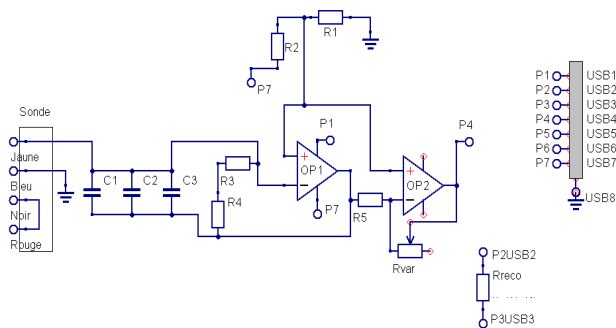 R1
R2
P7
Sonde
Jaune
Bleu
Noir
Rouge
C1
C2
C3
R3
R4
P1
+
OP1
−
P7
R5
+
OP2
−
P4
Rvar
P1 USB1
P2 USB2
P3 USB3
P4 USB4
P5 USB5
P6 USB6
P7 USB7
USB8
P2USB2
Rreco
P3USB3